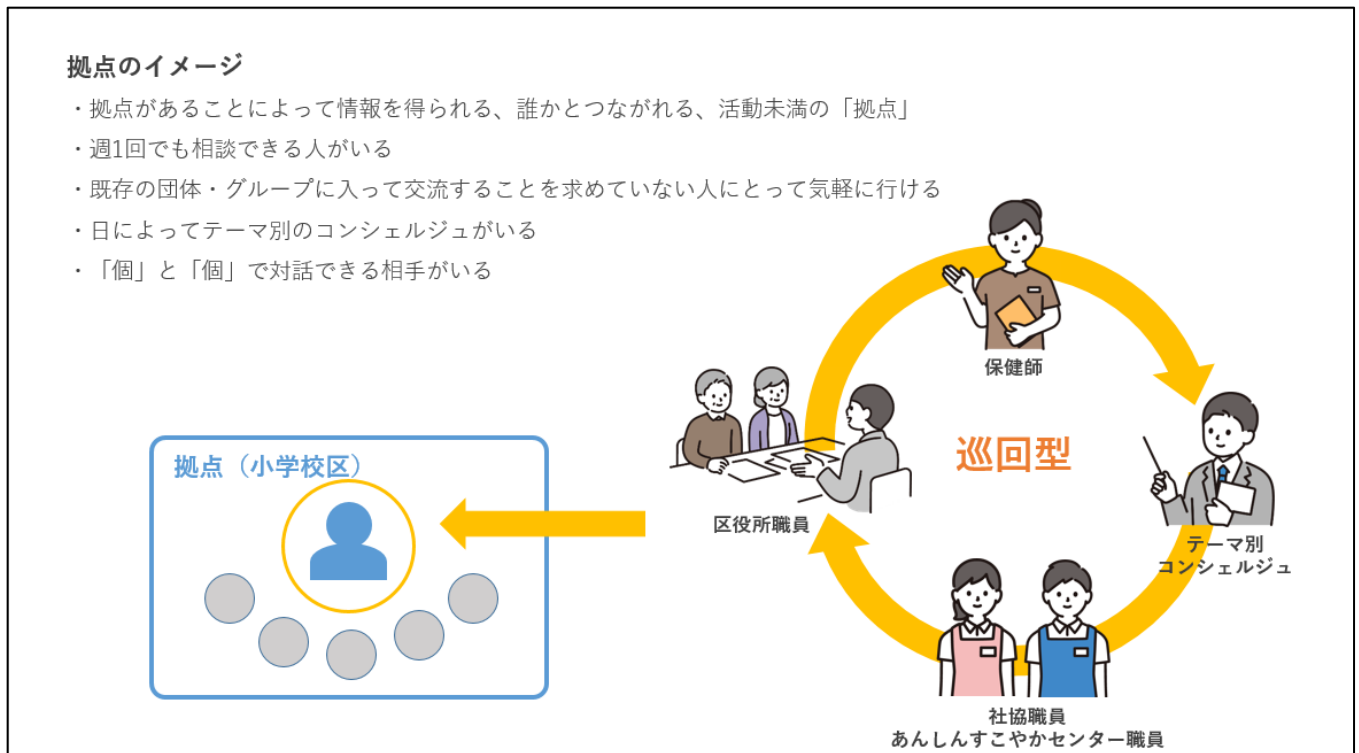 拠点のイメージ
・拠点があることによって情報を得られる、誰かとつながれる、活動未満の「拠点」
・週1回でも相談できる人がいる
・既存の団体・グループに入って交流することを求めていない人にとって気軽に行ける
・日によってテーマ別のコンシェルジュがいる
・「個」と「個」で対話できる相手がいる
保健師
巡回型
拠点（小学校区）
区役所職員
テーマ別
コンシェルジュ
社協職員
あんしんすこやかセンター職員